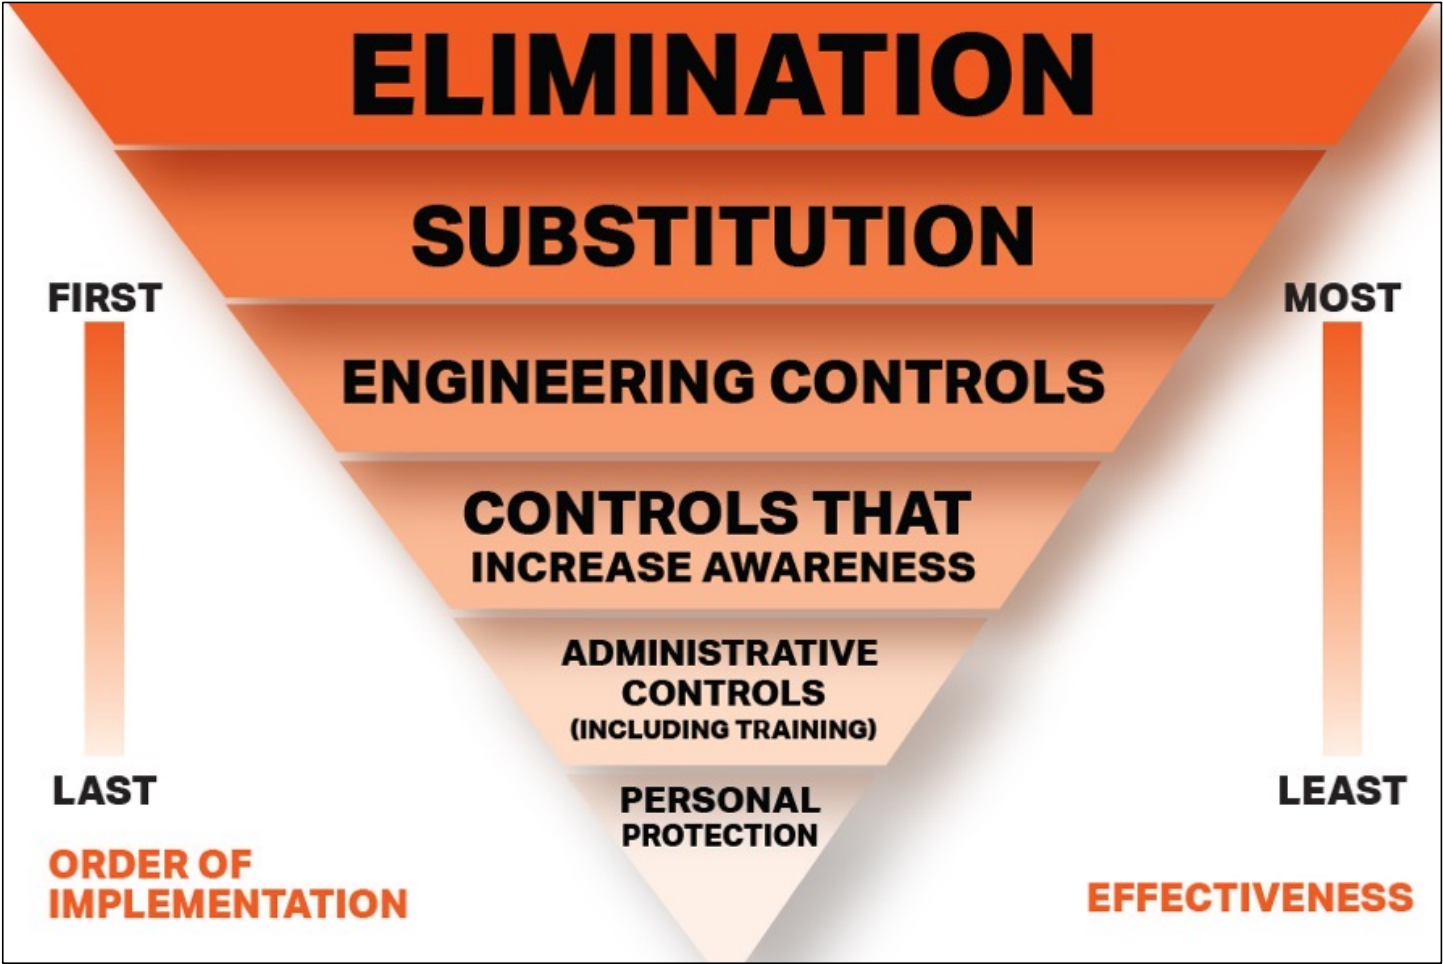 ELIMINATION
SUBSTITUTION
ENGINEERING CONTROLS
CONTROLS THAT
INCREASE AWARENESS
ADMINISTRATIVE
CONTROLS
(INCLUDING TRAINING)
PERSONAL
PROTECTION
FIRST
LAST
ORDER OF
IMPLEMENTATION
MOST
LEAST
EFFECTIVENESS